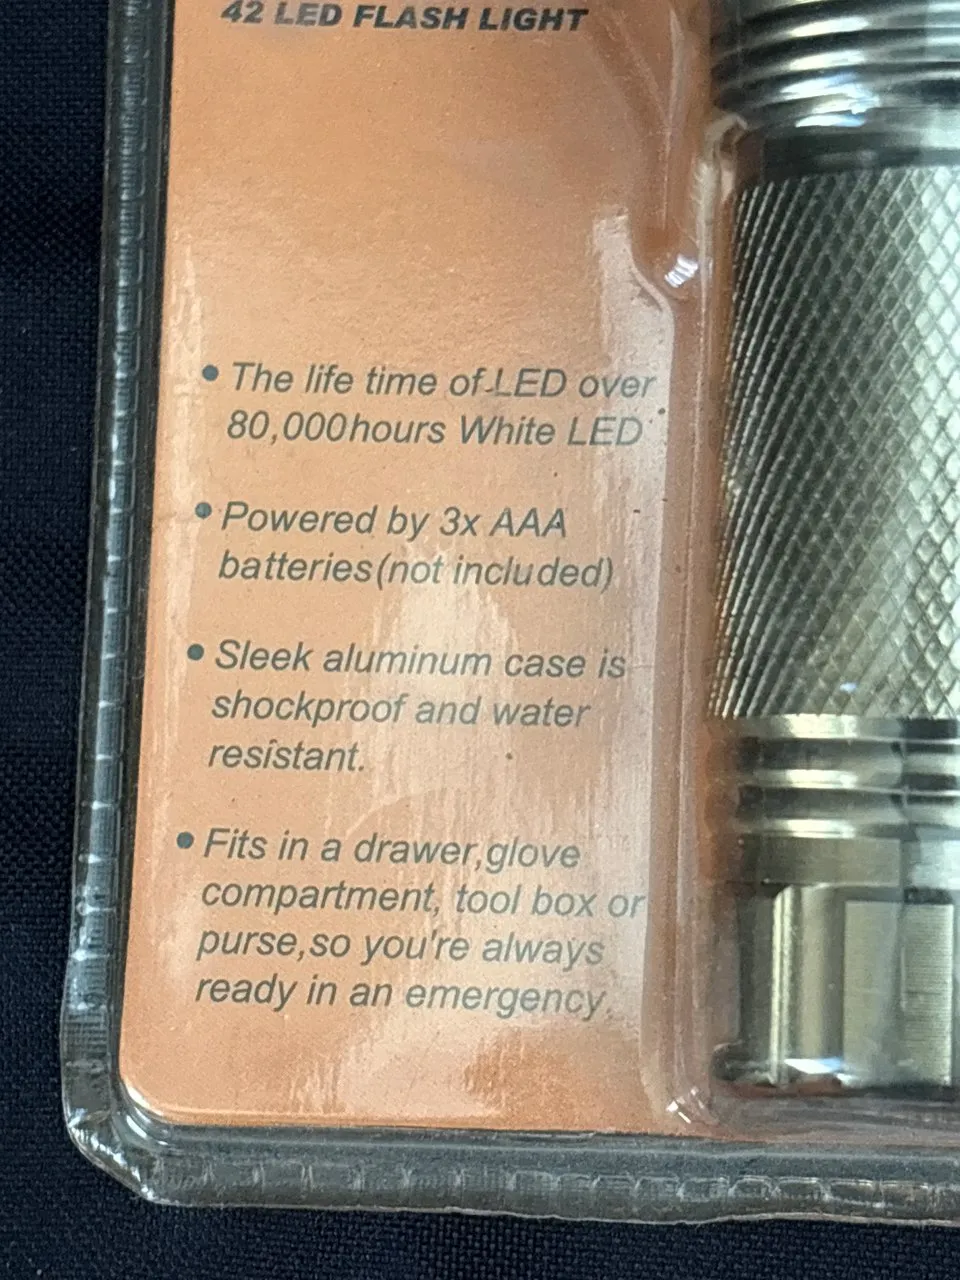 42 LED FLASH LIGHT
• The life time of LED over
80,000hours White LED
• Powered by 3x AAA
batteries(not included)
• Sleek aluminum case is
shockproof and water
resistant.
• Fits in a drawer,glove
compartment, tool box or
purse,so you're always
ready in an emergency.